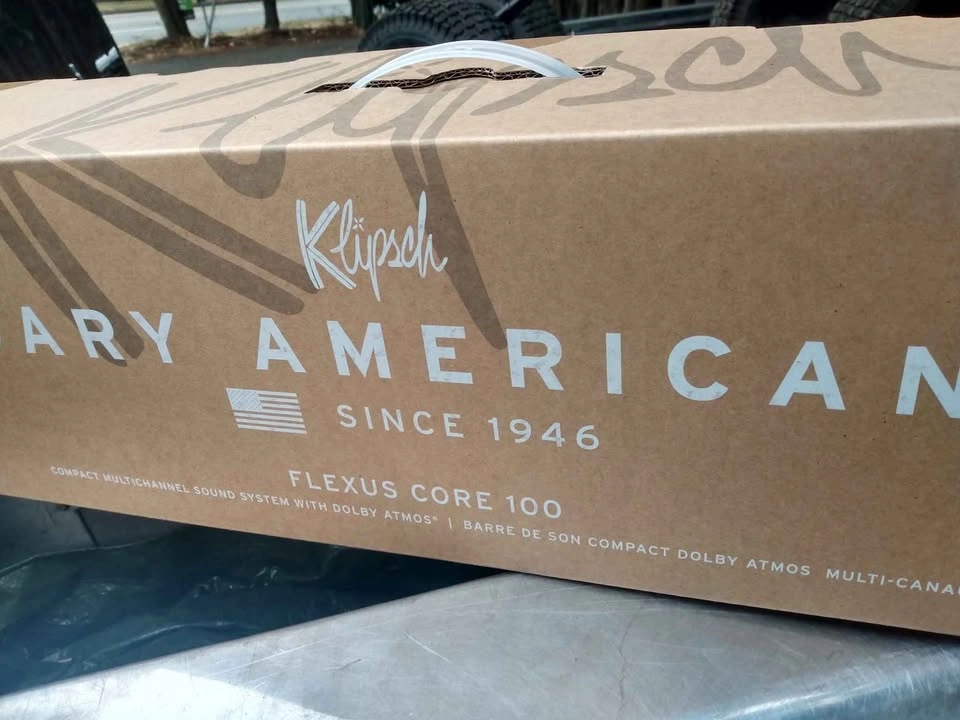 Klipsch
Klipsch
ARY AMERICAN
SINCE 1946
FLEXUS CORE 100
COMPACT MULTICHANNEL SOUND SYSTEM WITH DOLBY ATMOS® | BARRE DE SON COMPACT DOLBY ATMOS MULTI-CANA